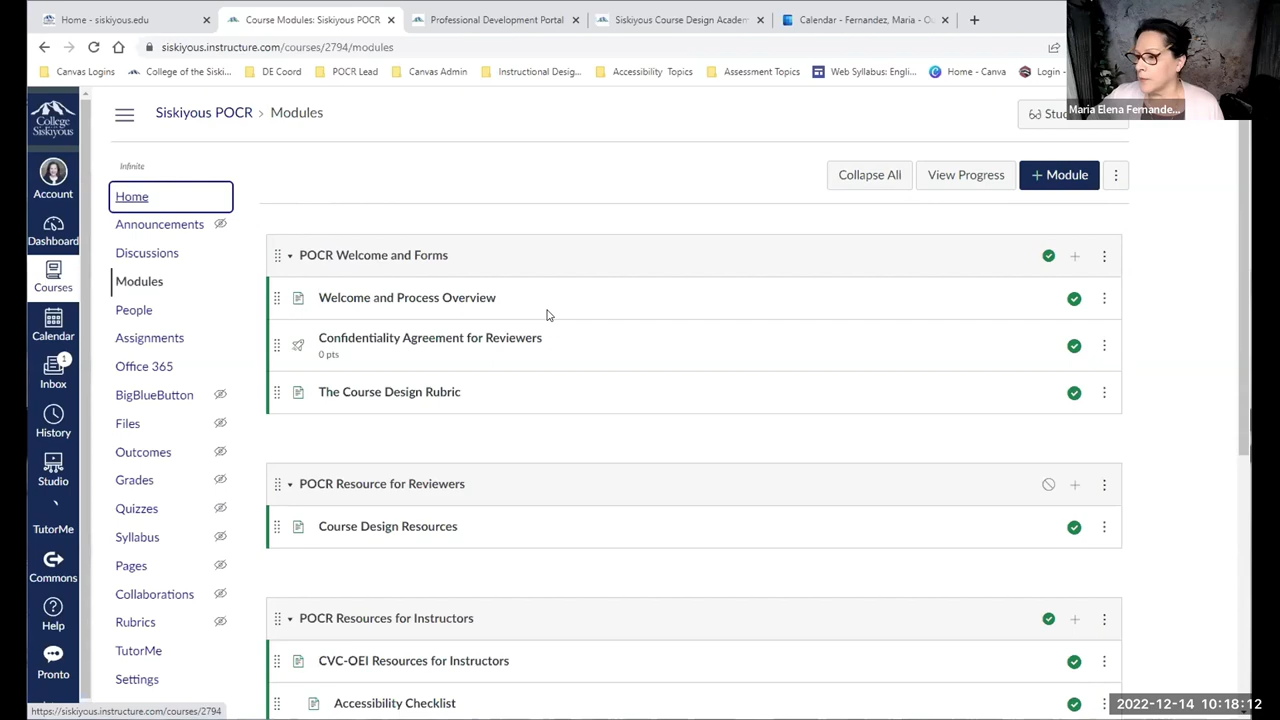 Home - siskiyous.edu
Course Modules: Siskiyous POCR
Professional Development Portal
Siskiyous Course Design Acade
Calendar - Fernandez, Maria - O
siskiyous.instructure.com/courses/2794/modules
Canvas Logins
College of the Siski...
DE Coord
POCR Lead
Canvas Admin
Instructional Desig...
Accessibility Topics
Assessment Topics
Web Syllabus: Engli...
Home - Canva
Login -
Maria Elena Fernande...
College of the Siskiyous
Account
Dashboard
Courses
Calendar
1
Inbox
History
Studio
TutorMe
Commons
Help
Pronto
Siskiyous POCR > Modules
Stud
Infinite
Home
Announcements
Discussions
Modules
People
Assignments
Office 365
BigBlueButton
Files
Outcomes
Grades
Quizzes
Syllabus
Pages
Collaborations
Rubrics
TutorMe
Settings
Collapse All
View Progress
+ Module
POCR Welcome and Forms
Welcome and Process Overview
Confidentiality Agreement for Reviewers
0 pts
The Course Design Rubric
POCR Resource for Reviewers
Course Design Resources
POCR Resources for Instructors
CVC-OEI Resources for Instructors
Accessibility Checklist
https://siskiyous.instructure.com/courses/2794
2022-12-14 10:18:12